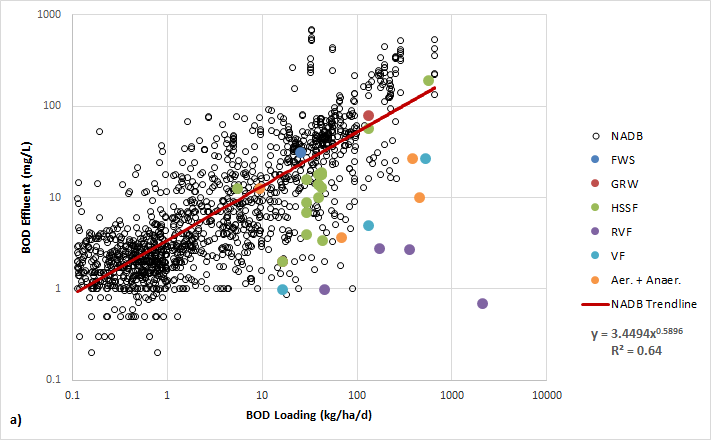 1000
100
10
1
0.1
BOD Effluent (mg/L)
0.1
1
10
100
1000
10000
BOD Loading (kg/ha/d)
a)
NADB
FWS
GRW
HSSF
RVF
VF
Aer. + Anaer.
NADB Trendline
y = 3.4494x^0.5896
R² = 0.64